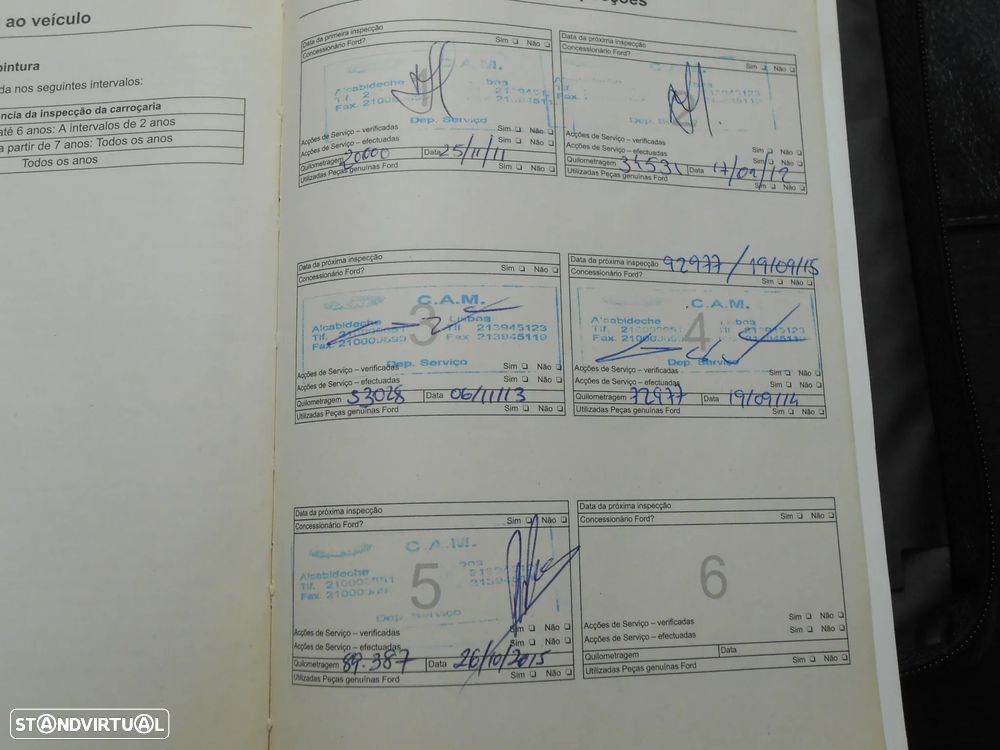 ao veículo
pintura
da nos seguintes intervalos:
ncia da inspecção da carroçaria
até 6 anos: A intervalos de 2 anos
a partir de 7 anos: Todos os anos
Todos os anos
Data da primeira inspecção
Concessionário Ford?
Sim Não
C.A.M.
Alcabideche
Dep. Serviço
Acções de Serviço – verificadas
Sim Não
Acções de Serviço – efectuadas
Sim Não
Quilometragem 20000 Data 25/11/11
Utilizadas Peças genuínas Ford
Sim Não
Data da próxima inspecção
Concessionário Ford?
Sim Não
2
Acções de Serviço – verificadas
Acções de Serviço – efectuadas
Sim Não
Quilometragem 31531 Data
Sim Não
Utilizadas Peças genuínas Ford
Sim Não
Data da próxima inspecção
Concessionário Ford?
Sim Não
C.A.M.
3
Alcabideche Lisboa
Tlf. Tlf 213945123
Fax Fax 213945119
Dep. Serviço
Acções de Serviço – verificadas
Sim Não
Acções de Serviço – efectuadas
Sim Não
Quilometragem 53028 Data 06/11/13
Utilizadas Peças genuínas Ford
Sim Não
Data da próxima inspecção 92977/19/09/15
Concessionário Ford?
Sim Não
C.A.M.
4
Alcabideche
Dep. Serviço
Acções de Serviço – verificadas
Sim Não
Acções de Serviço – efectuadas
Sim Não
Quilometragem 72977 Data 19/09/14
Utilizadas Peças genuínas Ford
Sim Não
Data da próxima inspecção
Concessionário Ford?
Sim Não
C.A.M.
5
Alcabideche
Dep. Serviço
Acções de Serviço – verificadas
Sim Não
Acções de Serviço – efectuadas
Sim Não
Quilometragem 89.387 Data 26/10/2015
Utilizadas Peças genuínas Ford
Sim Não
Data da próxima inspecção
Concessionário Ford?
Sim Não
6
Acções de Serviço – verificadas
Sim Não
Acções de Serviço – efectuadas
Sim Não
Quilometragem Data
Utilizadas Peças genuínas Ford
Sim Não
STANDVIRTUAL